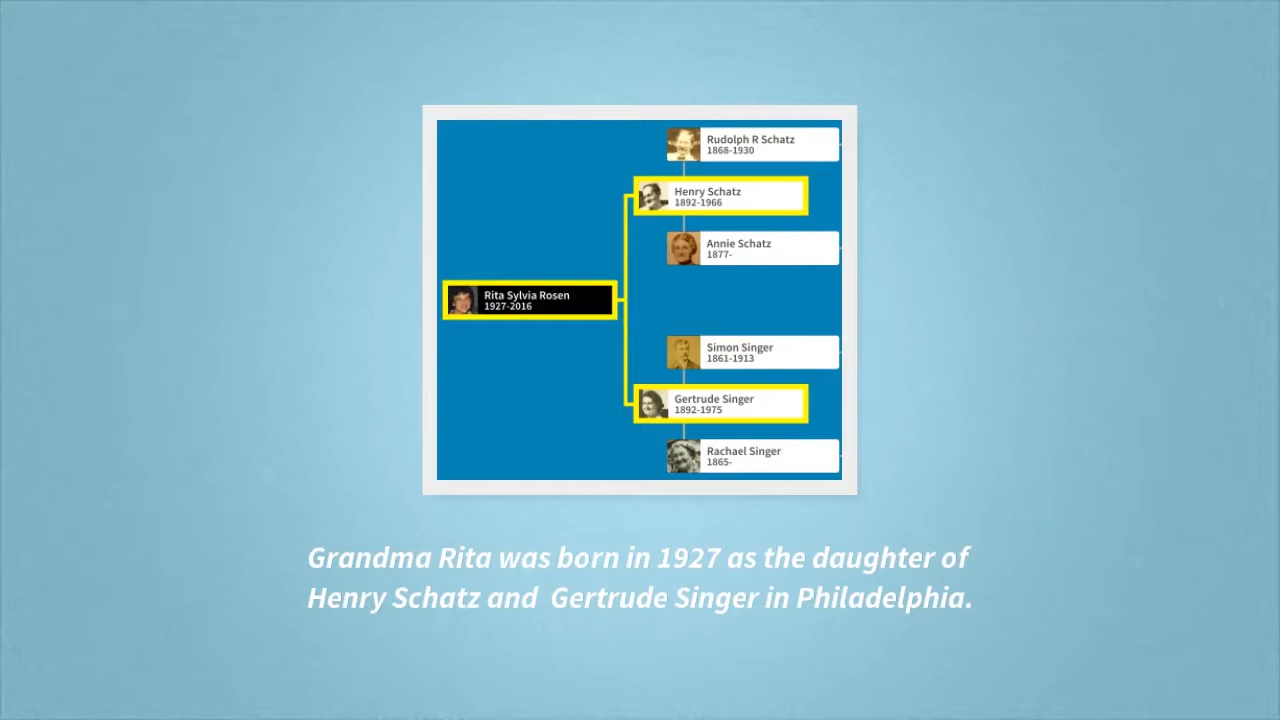 Rudolph R Schatz
1868-1930
Henry Schatz
1892-1966
Annie Schatz
1877-
Rita Sylvia Rosen
1927-2016
Simon Singer
1861-1913
Gertrude Singer
1892-1975
Rachael Singer
1865-
Grandma Rita was born in 1927 as the daughter of
Henry Schatz and  Gertrude Singer in Philadelphia.